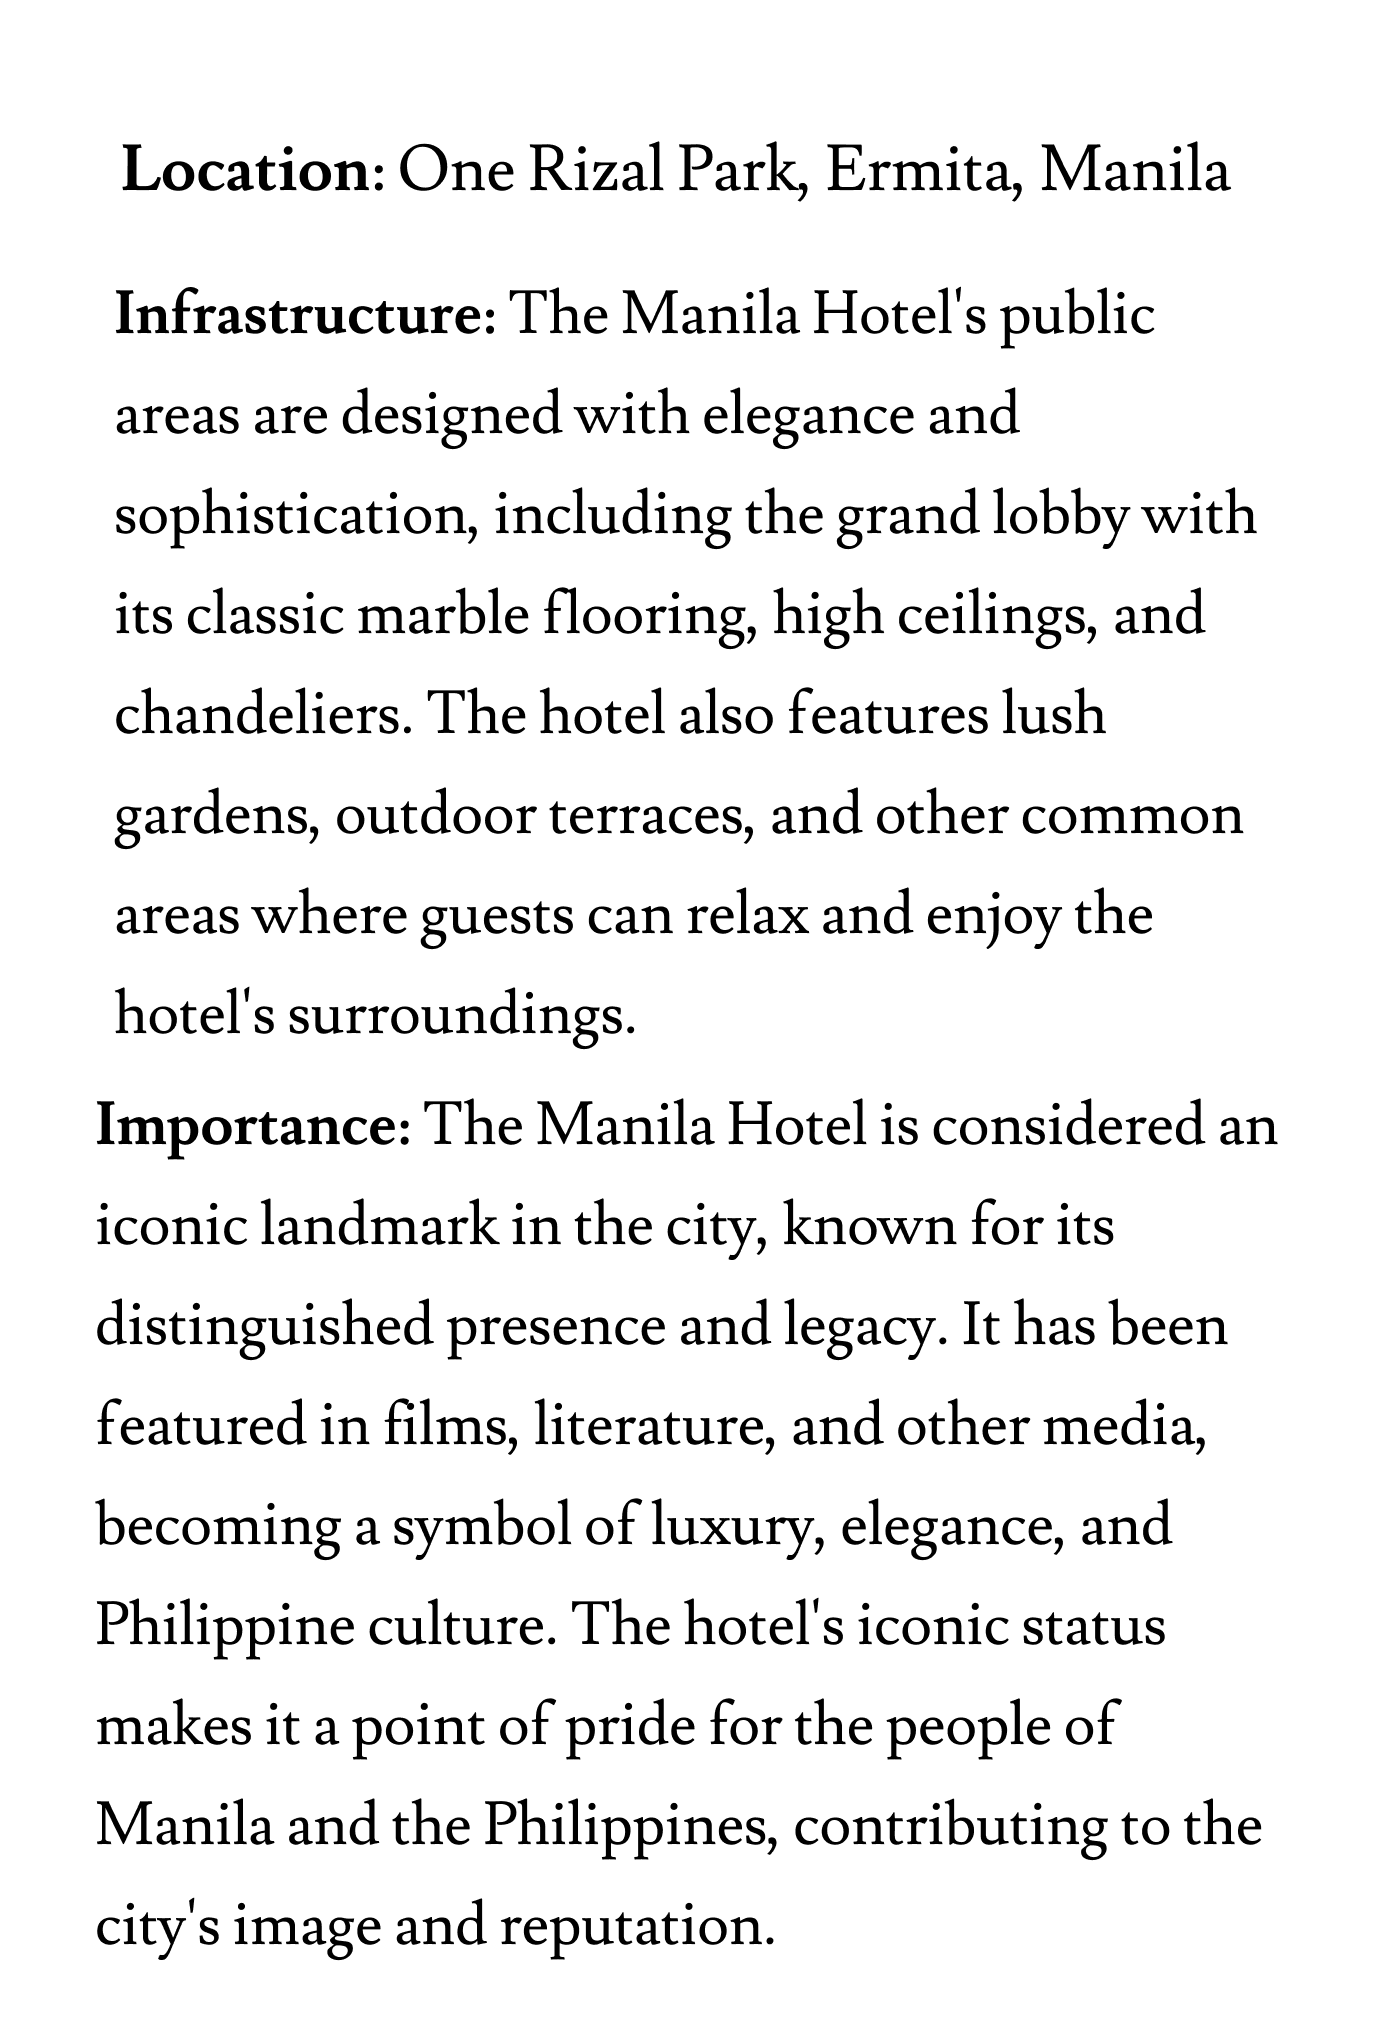 Location: One Rizal Park, Ermita, Manila
Infrastructure: The Manila Hotel's public
areas are designed with elegance and
sophistication, including the grand lobby with
its classic marble flooring, high ceilings, and
chandeliers. The hotel also features lush
gardens, outdoor terraces, and other common
areas where guests can relax and enjoy the
hotel's surroundings.
Importance: The Manila Hotel is considered an
iconic landmark in the city, known for its
distinguished presence and legacy. It has been
featured in films, literature, and other media,
becoming a symbol of luxury, elegance, and
Philippine culture. The hotel's iconic status
makes it a point of pride for the people of
Manila and the Philippines, contributing to the
city's image and reputation.